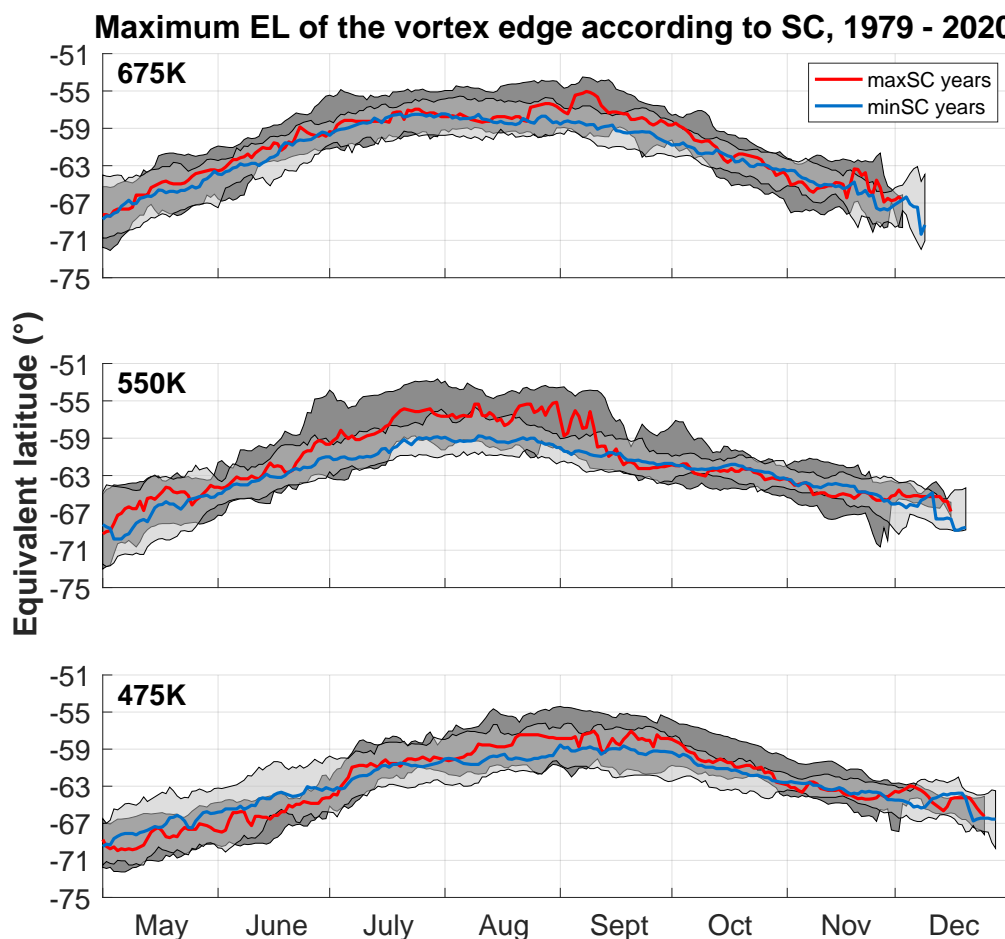 Maximum EL of the vortex edge according to SC, 1979 - 2020
Equivalent latitude (°)
-51
-55
-59
-63
-67
-71
-75
675K
maxSC years
minSC years
-51
-55
-59
-63
-67
-71
-75
550K
-51
-55
-59
-63
-67
-71
-75
475K
May June July Aug Sept Oct Nov Dec